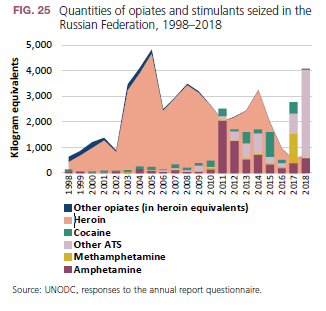 FIG. 25 Quantities of opiates and stimulants seized in the
Russian Federation, 1998–2018
Kilogram equivalents
5,000
4,000
3,000
2,000
1,000
0
1998 1999 2000 2001 2002 2003 2004 2005 2006 2007 2008 2009 2010 2011 2012 2013 2014 2015 2016 2017 2018
Other opiates (in heroin equivalents)
Heroin
Cocaine
Other ATS
Methamphetamine
Amphetamine
Source: UNODC, responses to the annual report questionnaire.